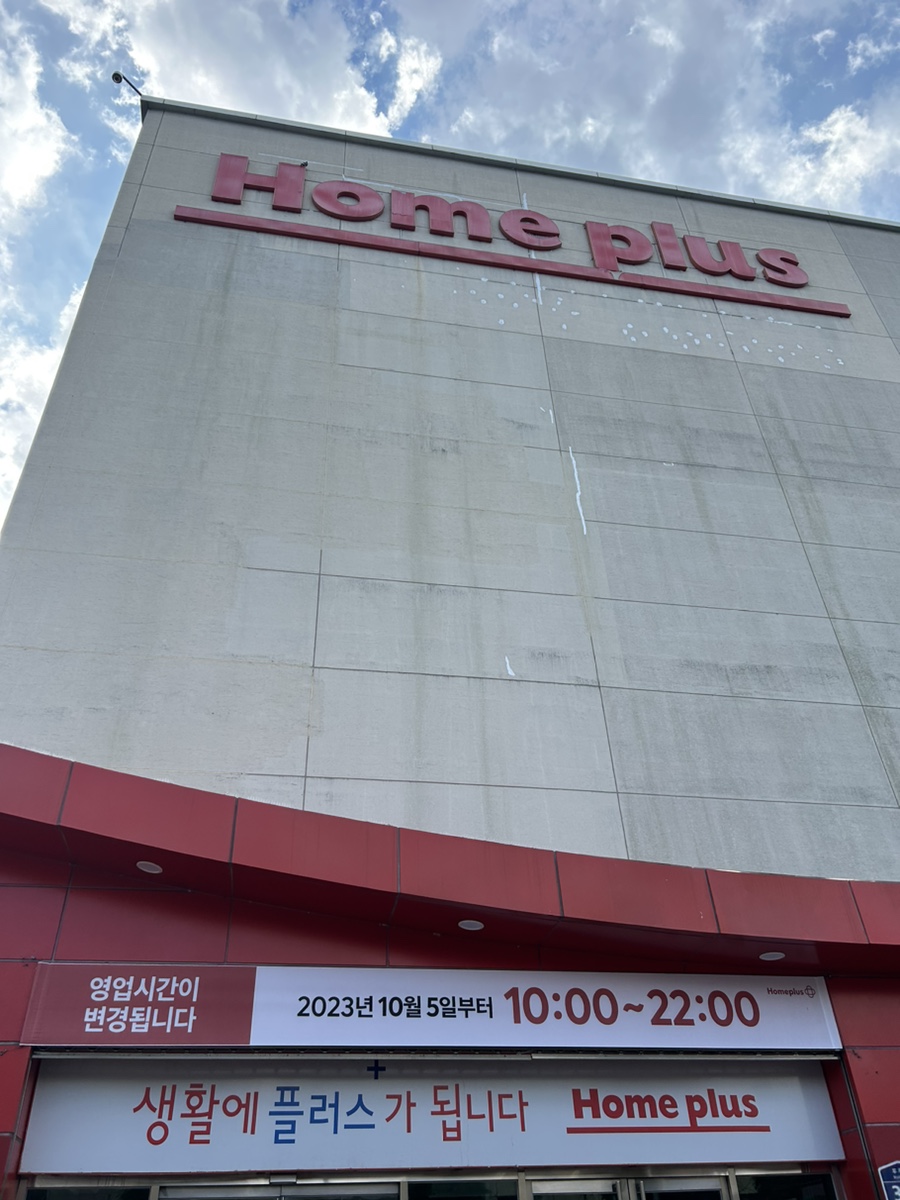 Home plus
영업시간이
변경됩니다
2023년 10월 5일부터 10:00~22:00
Homeplus
생활에 플러스가 됩니다 Home plus